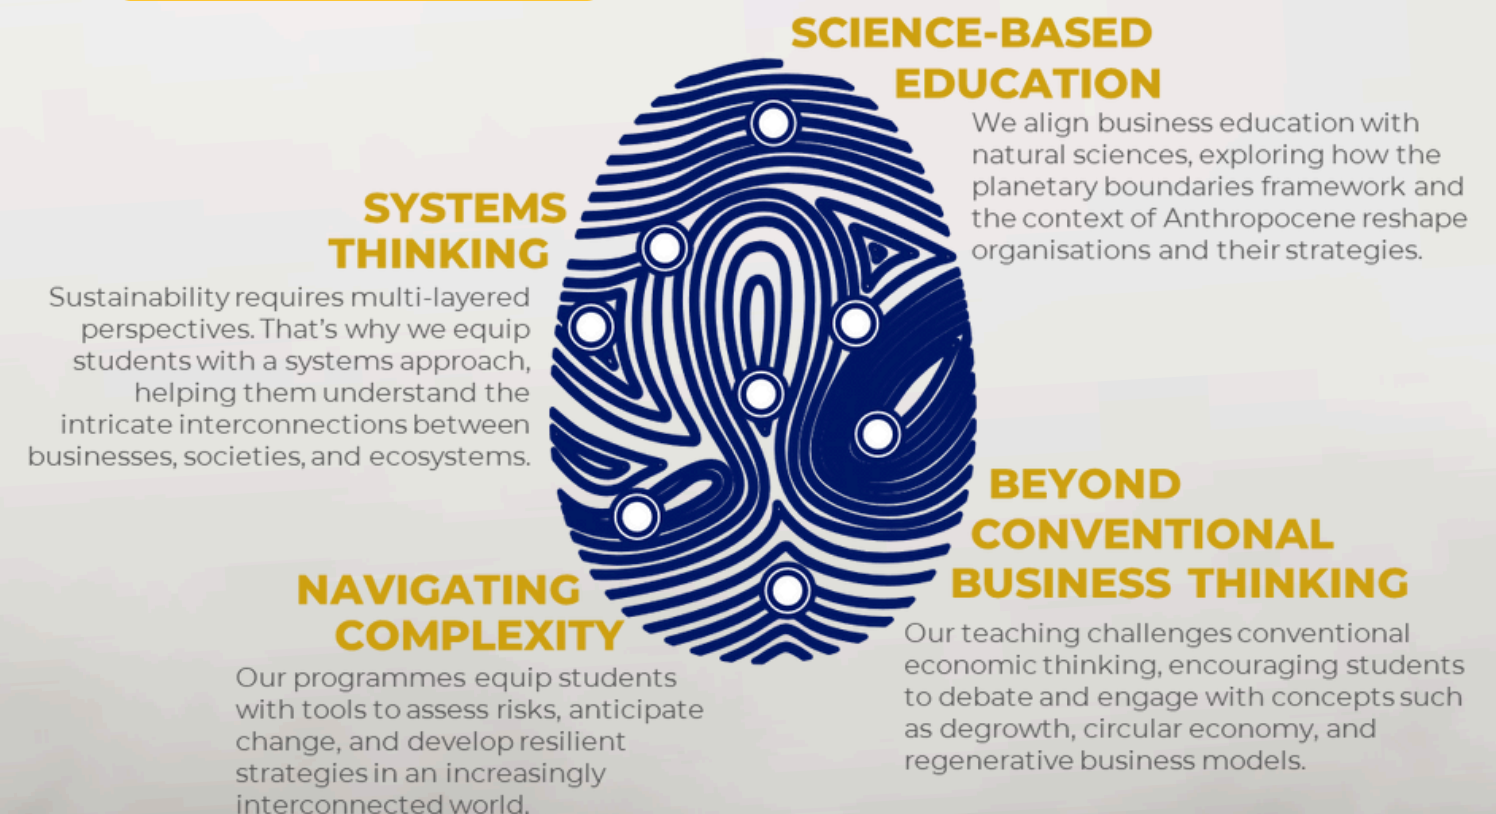 SCIENCE-BASED
EDUCATION
We align business education with
natural sciences, exploring how the
planetary boundaries framework and
the context of Anthropocene reshape
organisations and their strategies.
SYSTEMS
THINKING
Sustainability requires multi-layered
perspectives. That's why we equip
students with a systems approach,
helping them understand the
intricate interconnections between
businesses, societies, and ecosystems.
BEYOND
CONVENTIONAL
BUSINESS THINKING
Our teaching challenges conventional
economic thinking, encouraging students
to debate and engage with concepts such
as degrowth, circular economy, and
regenerative business models.
NAVIGATING
COMPLEXITY
Our programmes equip students
with tools to assess risks, anticipate
change, and develop resilient
strategies in an increasingly
interconnected world.